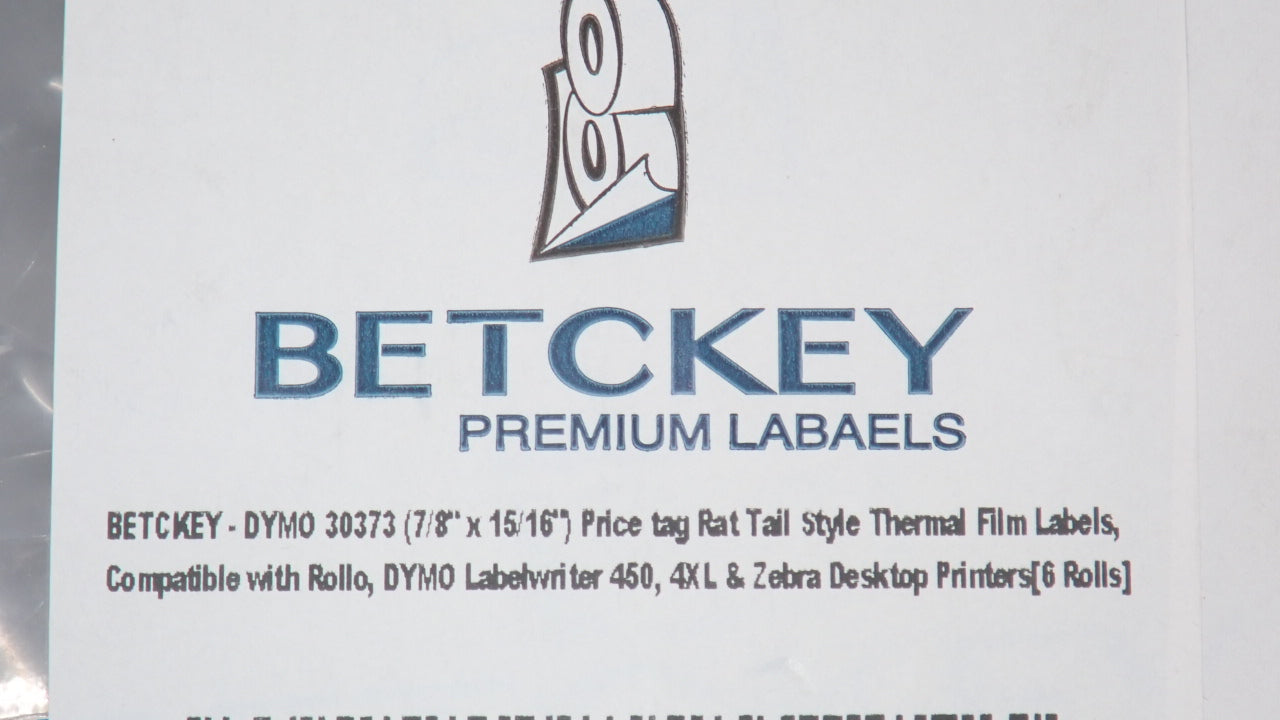 BETCKEY
PREMIUM LABAELS
BETCKEY - DYMO 30373 (7/8" x 15/16") Price tag Rat Tail Style Thermal Film Labels,
Compatible with Rollo, DYMO Labelwriter 450, 4XL & Zebra Desktop Printers[6 Rolls]